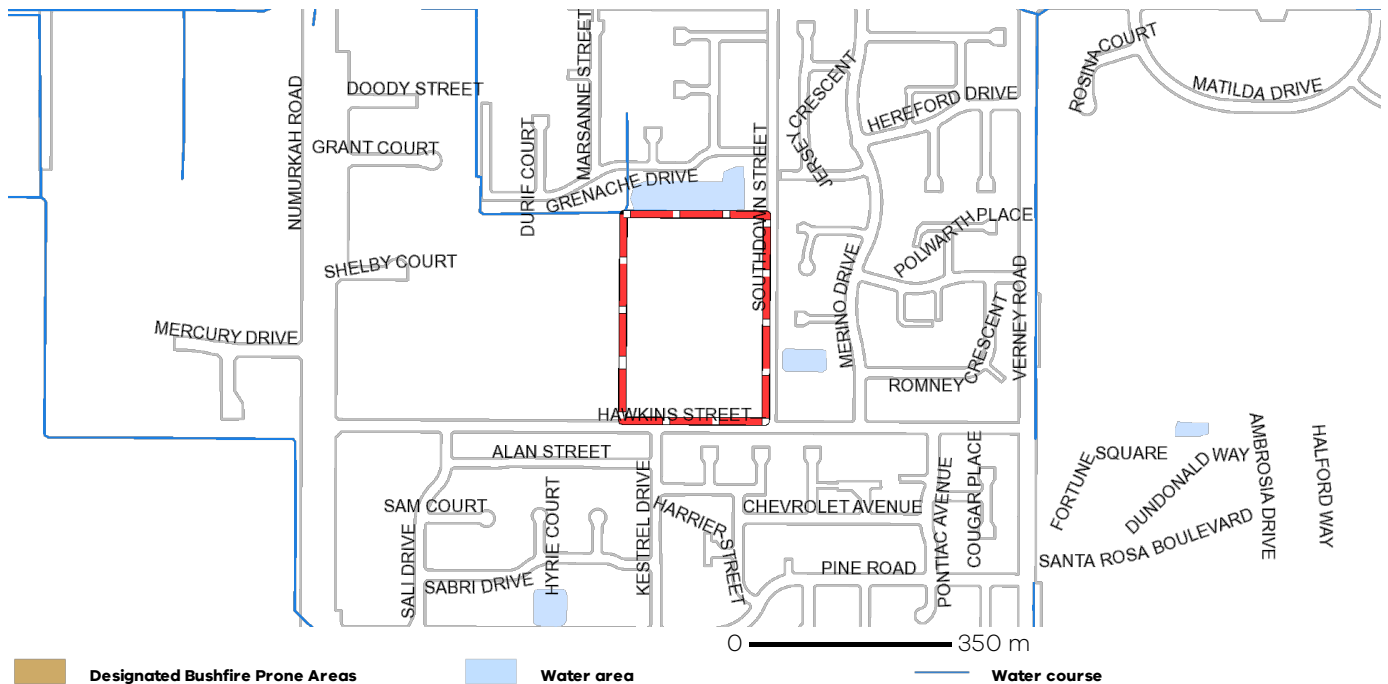 ROSINA COURT
MARSANNE STREET
JERSEY CRESCENT
NUMURKAH ROAD
DOODY STREET
MATILDA DRIVE
HEREFORD DRIVE
DURIE COURT
SOUTHDOWN STREET
GRANT COURT
GRENACHE DRIVE
POLWARTH PLACE
SHELBY COURT
MERINO DRIVE
VERNEY ROAD
MERCURY DRIVE
CRESCENT
ROMNEY
HAWKINS STREET
ALAN STREET
FORTUNE SQUARE
DUNDONALD WAY
AMBROSIA DRIVE
HALFORD WAY
SAM COURT
HYRIE COURT
KESTREL DRIVE
HARRIER STREET
CHEVROLET AVENUE
PONTIAC AVENUE
COUGAR PLACE
SANTA ROSA BOULEVARD
SALI DRIVE
SABRI DRIVE
PINE ROAD
0 350 m
Designated Bushfire Prone Areas
Water area
Water course